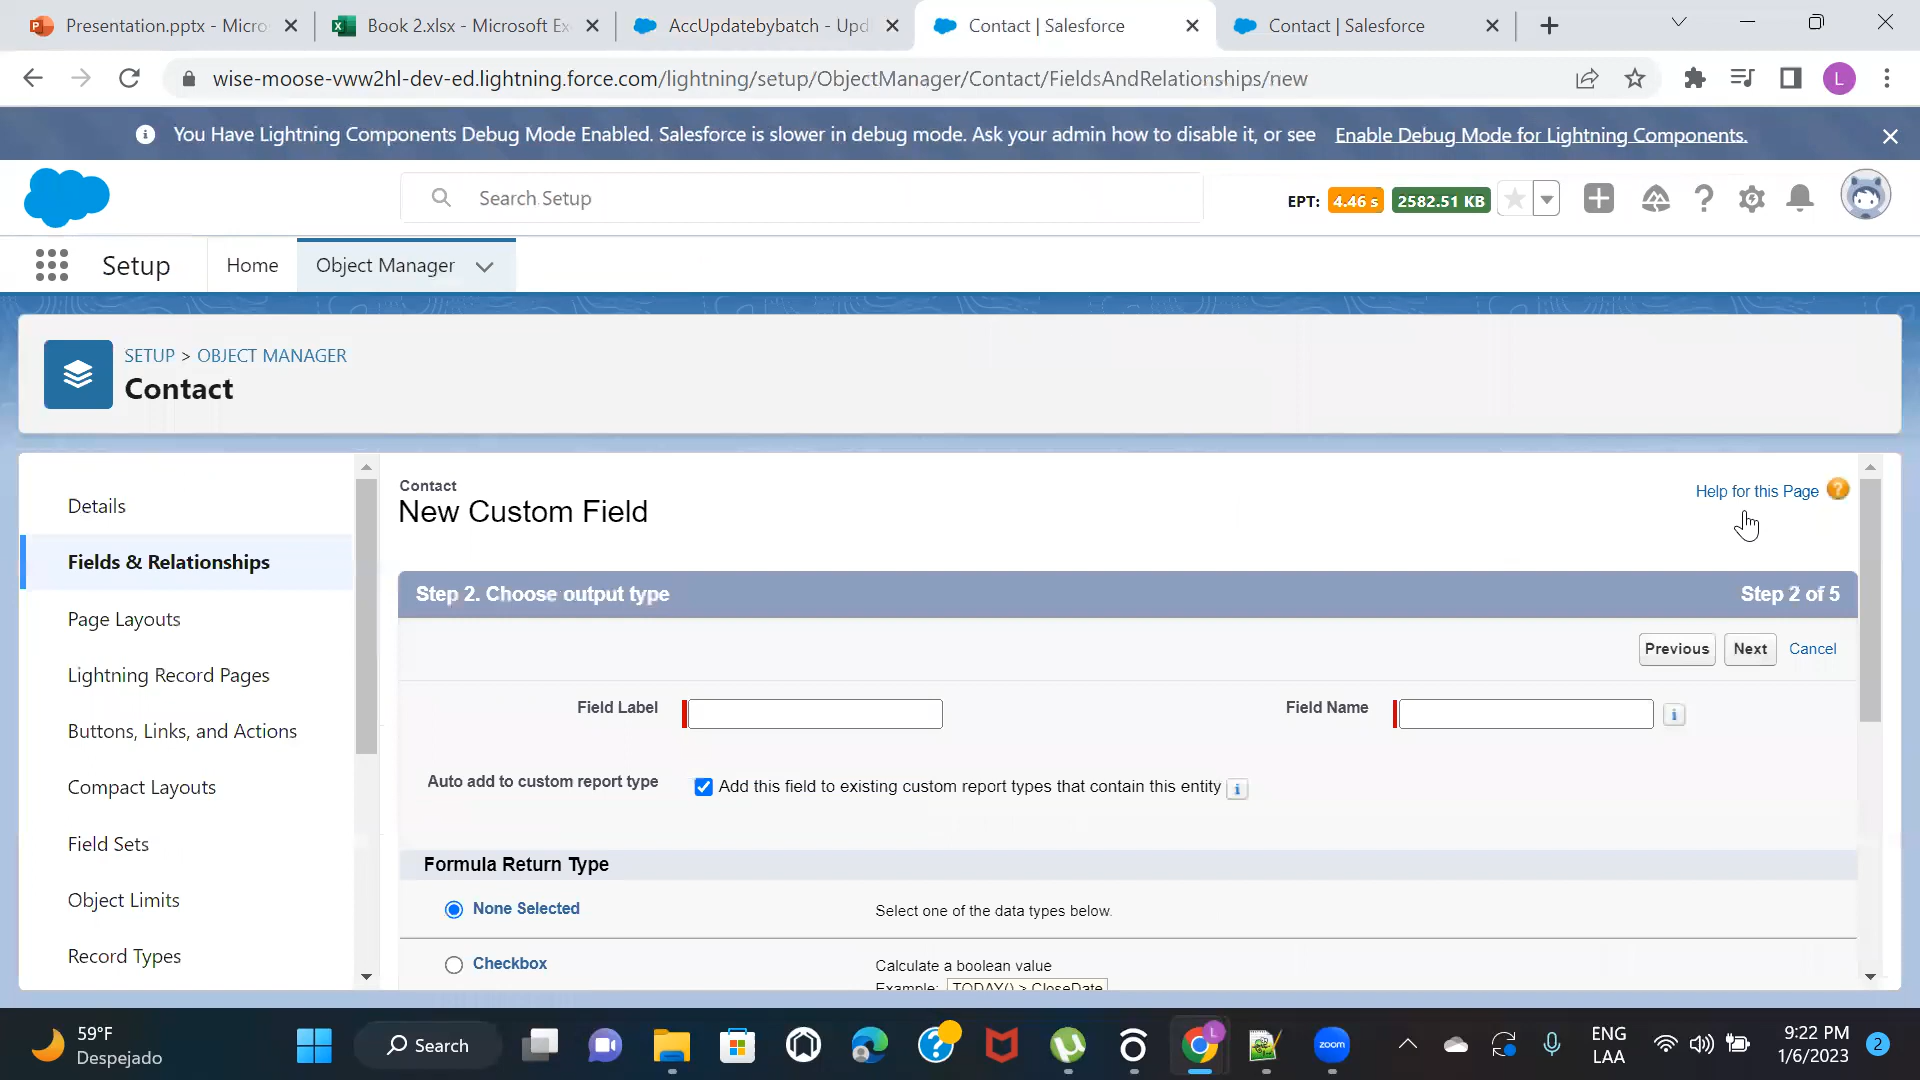 Presentation.pptx - Micro
Book 2.xlsx - Microsoft Ex
AccUpdatebybatch - Upd
Contact | Salesforce
Contact | Salesforce
wise-moose-vww2hl-dev-ed.lightning.force.com/lightning/setup/ObjectManager/Contact/FieldsAndRelationships/new
L
You Have Lightning Components Debug Mode Enabled. Salesforce is slower in debug mode. Ask your admin how to disable it, or see Enable Debug Mode for Lightning Components.
Search Setup
EPT: 4.46 s 2582.51 KB
Setup
Home
Object Manager
SETUP > OBJECT MANAGER
Contact
Details
Fields & Relationships
Page Layouts
Lightning Record Pages
Buttons, Links, and Actions
Compact Layouts
Field Sets
Object Limits
Record Types
Contact
New Custom Field
Help for this Page
Step 2. Choose output type
Step 2 of 5
Previous
Next
Cancel
Field Label
Field Name
Auto add to custom report type
Add this field to existing custom report types that contain this entity
Formula Return Type
None Selected
Select one of the data types below.
Checkbox
Calculate a boolean value
Example: TODAY() > CloseDate
59°F
Despejado
Search
L
zoom
ENG
LAA
9:22 PM
1/6/2023
2